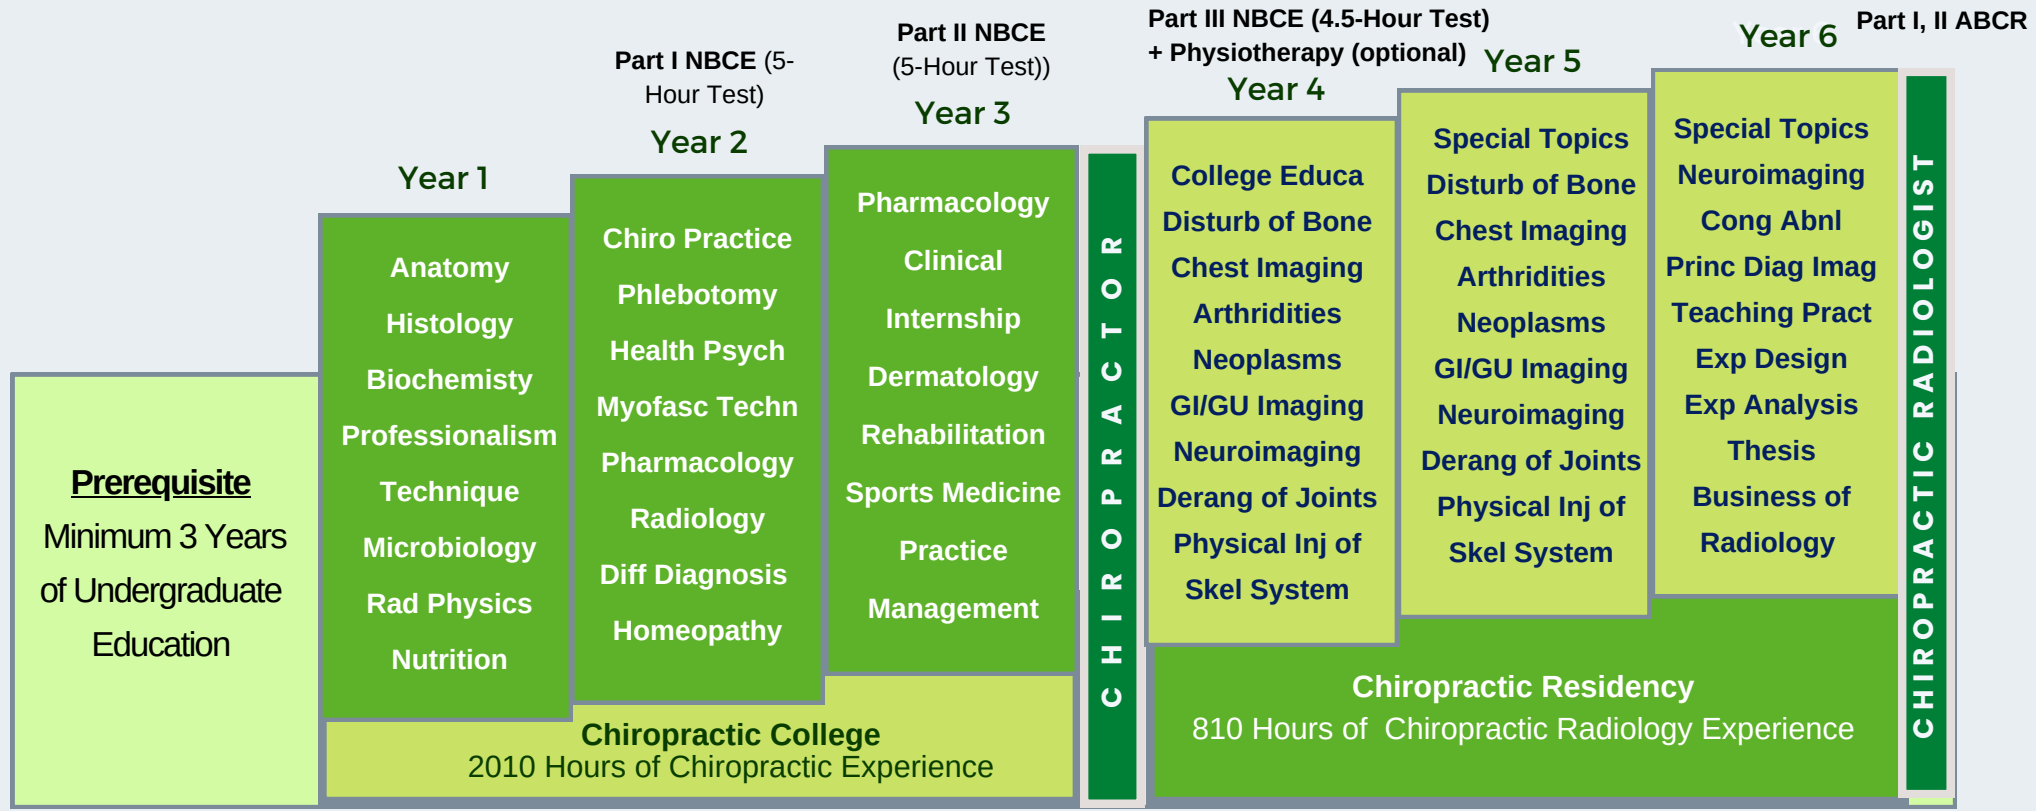 Prerequisite
Minimum 3 Years
of Undergraduate
Education
Year 1
Anatomy
Histology
Biochemisty
Professionalism
Technique
Microbiology
Rad Physics
Nutrition
Part I NBCE (5-
Hour Test)
Year 2
Chiro Practice
Phlebotomy
Health Psych
Myofasc Techn
Pharmacology
Radiology
Diff Diagnosis
Homeopathy
Part II NBCE
(5-Hour Test))
Year 3
Pharmacology
Clinical
Internship
Dermatology
Rehabilitation
Sports Medicine
Practice
Management
Chiropractic College
2010 Hours of Chiropractic Experience
CHIROPRACTOR
Part III NBCE (4.5-Hour Test)
+ Physiotherapy (optional)
Year 4
College Educa
Disturb of Bone
Chest Imaging
Arthridities
Neoplasms
GI/GU Imaging
Neuroimaging
Derang of Joints
Physical Inj of
Skel System
Year 5
Special Topics
Disturb of Bone
Chest Imaging
Arthridities
Neoplasms
GI/GU Imaging
Neuroimaging
Derang of Joints
Physical Inj of
Skel System
Year 6
Special Topics
Neuroimaging
Cong Abnl
Princ Diag Imag
Teaching Pract
Exp Design
Exp Analysis
Thesis
Business of
Radiology
Chiropractic Residency
810 Hours of Chiropractic Radiology Experience
Part I, II ABCR
CHIROPRACTIC RADIOLOGIST